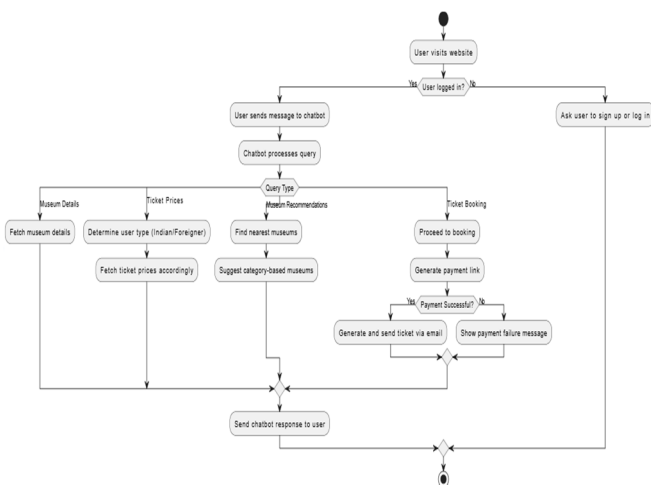 User visits website
Yes
User logged in?
No
User sends message to chatbot
Ask user to sign up or log in
Chatbot processes query
Query Type
Museum Details
Ticket Prices
Museum Recommendations
Ticket Booking
Fetch museum details
Determine user type (Indian/Foreigner)
Find nearest museums
Proceed to booking
Fetch ticket prices accordingly
Suggest category-based museums
Generate payment link
Yes
Payment Successful?
No
Generate and send ticket via email
Show payment failure message
Send chatbot response to user